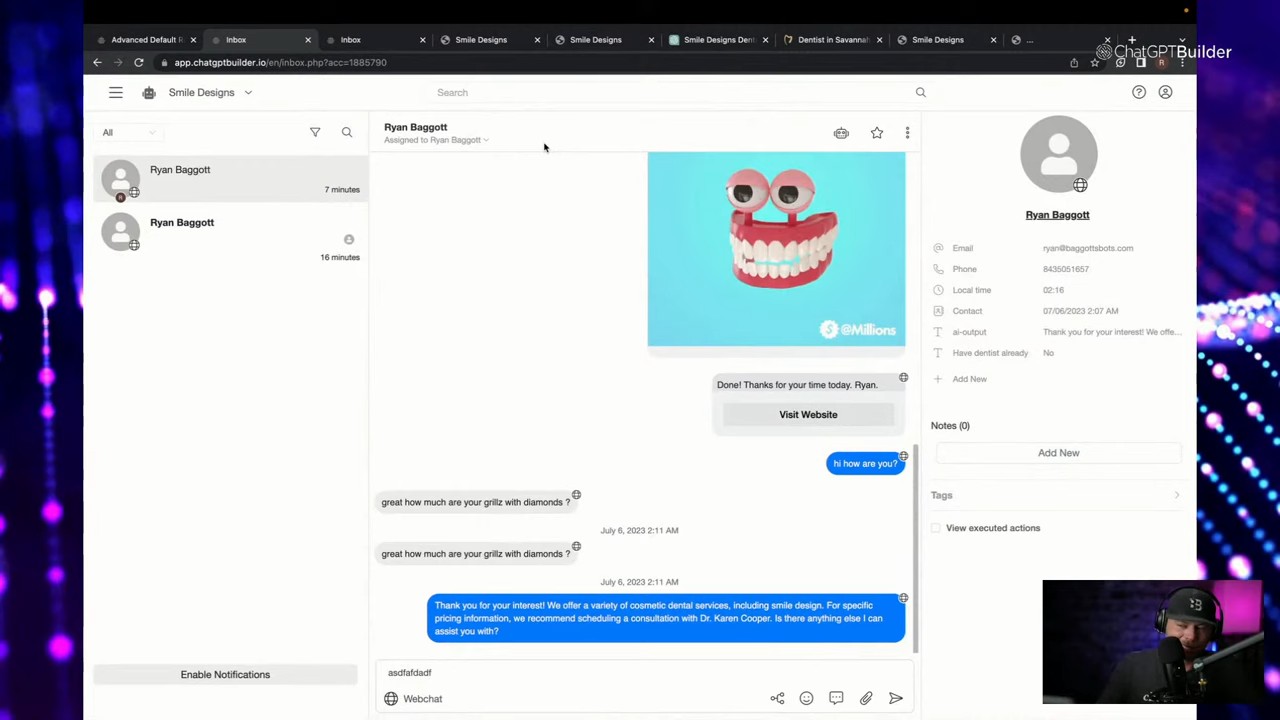 Advanced Default R
Inbox
Inbox
Smile Designs
Smile Designs
Smile Designs Den
Dentist in Savannah
Smile Designs
...
ChatGPTBuilder
app.chatgptbuilder.io/en/inbox.php?acc=1885790
R
Smile Designs
Search
All
Ryan Baggott
7 minutes
R
Ryan Baggott
16 minutes
Enable Notifications
Ryan Baggott
Assigned to Ryan Baggott
@Millions
Done! Thanks for your time today. Ryan.
Visit Website
hi how are you?
great how much are your grillz with diamonds ?
July 6, 2023 2:11 AM
great how much are your grillz with diamonds ?
July 6, 2023 2:11 AM
Thank you for your interest! We offer a variety of cosmetic dental services, including smile design. For specific
pricing information, we recommend scheduling a consultation with Dr. Karen Cooper. Is there anything else I can
assist you with?
asdfafdadf
Webchat
Ryan Baggott
Email ryan@baggottsbots.com
Phone 8435051657
Local time 02:16
Contact 07/06/2023 2:07 AM
ai-output Thank you for your interest! We offe...
Have dentist already No
Add New
Notes (0)
Add New
Tags
View executed actions